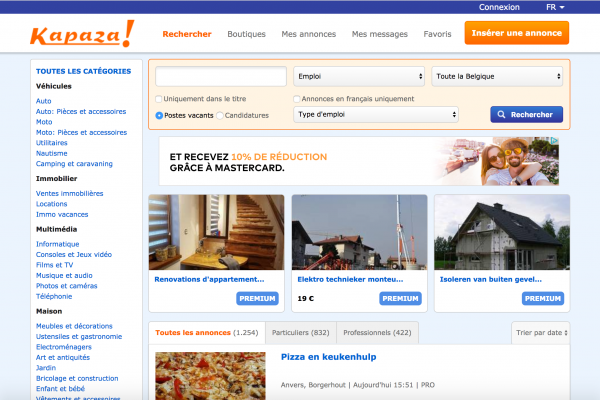 Connexion FR
Kapaza!
Rechercher Boutiques Mes annonces Mes messages Favoris Insérer une annonce
TOUTES LES CATÉGORIES
Véhicules
Auto
Auto: Pièces et accessoires
Moto
Moto: Pièces et accessoires
Utilitaires
Nautisme
Camping et caravaning
Immobilier
Ventes immobilières
Locations
Immo vacances
Multimédia
Informatique
Consoles et Jeux vidéo
Films et TV
Musique et audio
Photos et caméras
Téléphonie
Maison
Meubles et décorations
Ustensiles et gastronomie
Electroménagers
Art et antiquités
Jardin
Bricolage et construction
Enfant et bébé
Vêtements et accessoires
Emploi Toute la Belgique
Uniquement dans le titre Annonces en français uniquement
Postes vacants Candidatures Type d'emploi Rechercher
ET RECEVEZ 10% DE RÉDUCTION
GRÂCE À MASTERCARD.
Renovations d'appartement...
PREMIUM
Elektro technieker monteu...
19 € PREMIUM
Isoleren van buiten gevel...
PREMIUM
Toutes les annonces (1.254) Particuliers (832) Professionnels (422) Trier par date
Pizza en keukenhulp
Anvers, Borgerhout | Aujourd'hui 15:51 | PRO